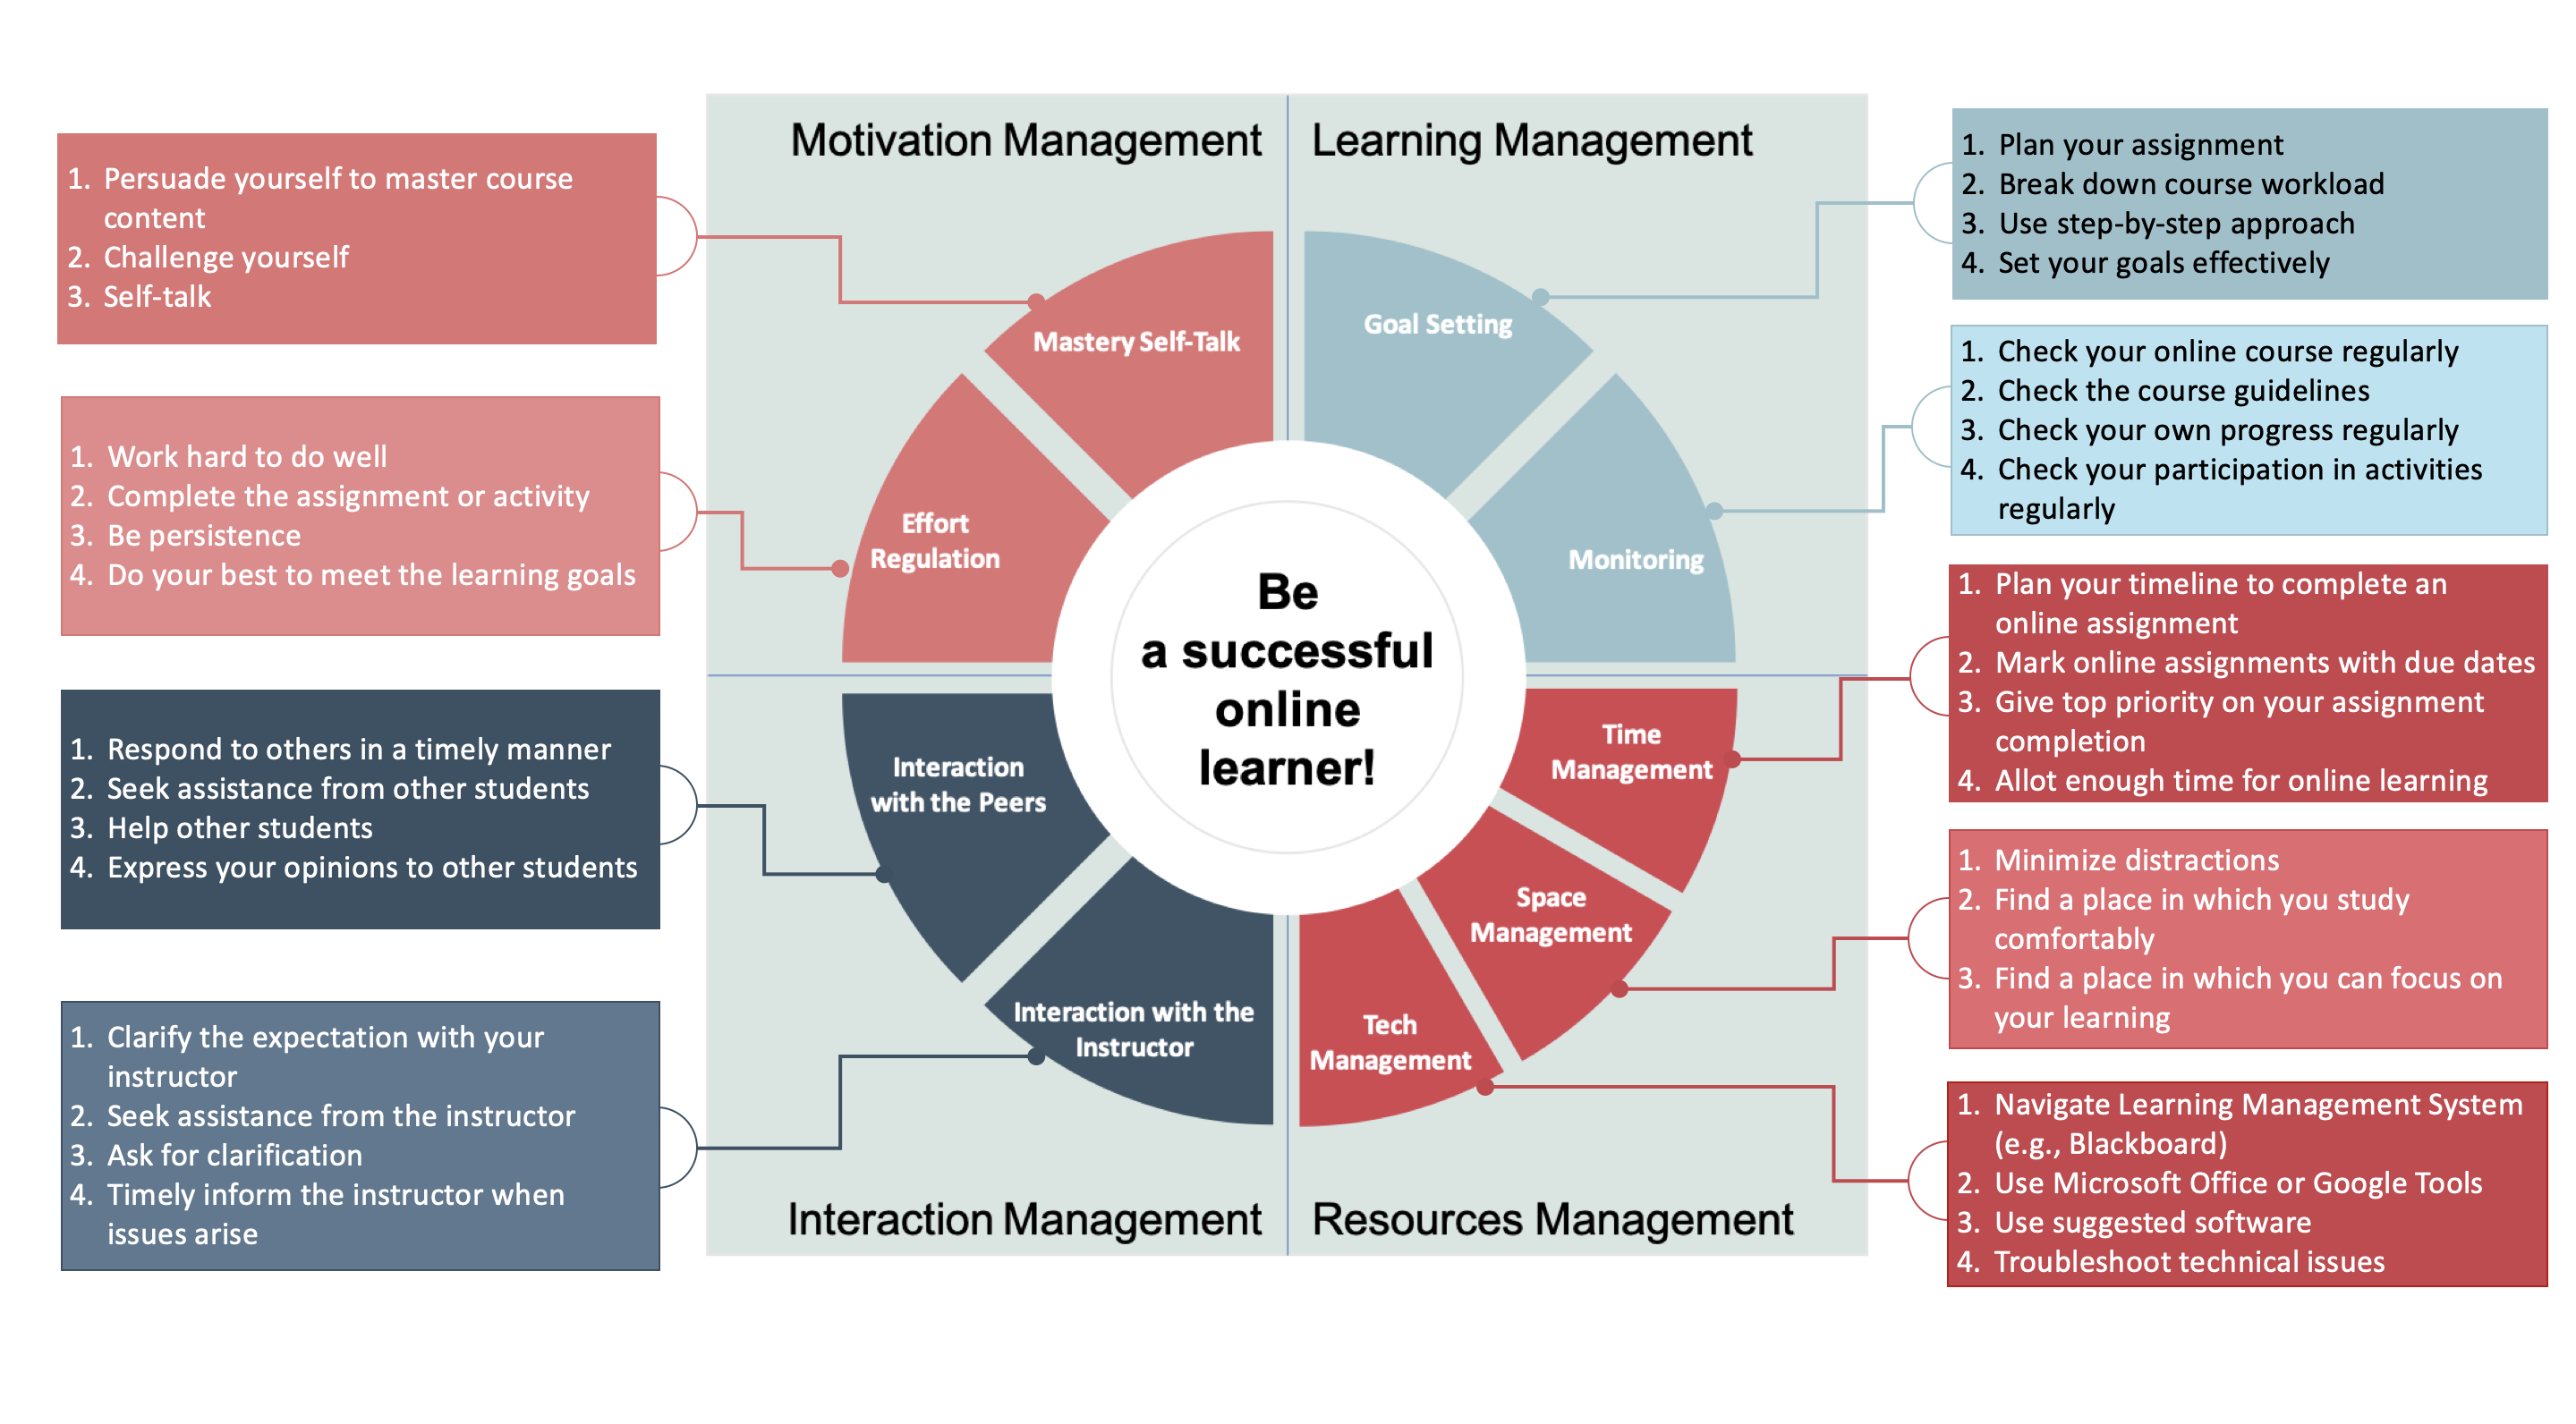 Motivation Management
Learning Management
1. Persuade yourself to master course
content
2. Challenge yourself
3. Self-talk
1. Work hard to do well
2. Complete the assignment or activity
3. Be persistence
4. Do your best to meet the learning goals
1. Respond to others in a timely manner
2. Seek assistance from other students
3. Help other students
4. Express your opinions to other students
1. Clarify the expectation with your
instructor
2. Seek assistance from the instructor
3. Ask for clarification
4. Timely inform the instructor when
issues arise
Mastery Self-Talk
Effort
Regulation
Interaction
with the Peers
Interaction with the
Instructor
Be
a successful
online
learner!
Goal Setting
Monitoring
Time
Management
Space
Management
Tech
Management
1. Plan your assignment
2. Break down course workload
3. Use step-by-step approach
4. Set your goals effectively
1. Check your online course regularly
2. Check the course guidelines
3. Check your own progress regularly
4. Check your participation in activities
regularly
1. Plan your timeline to complete an
online assignment
2. Mark online assignments with due dates
3. Give top priority on your assignment
completion
4. Allot enough time for online learning
1. Minimize distractions
2. Find a place in which you study
comfortably
3. Find a place in which you can focus on
your learning
1. Navigate Learning Management System
(e.g., Blackboard)
2. Use Microsoft Office or Google Tools
3. Use suggested software
4. Troubleshoot technical issues
Interaction Management
Resources Management